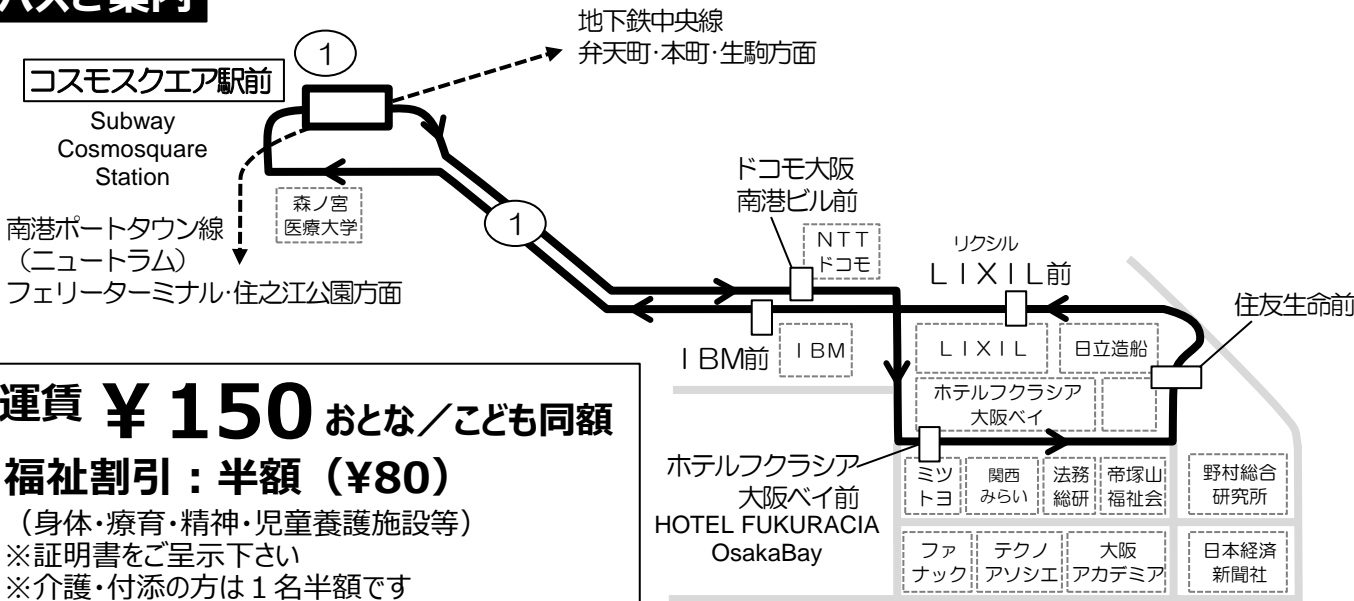 バスご案内
地下鉄中央線
弁天町･本町･生駒方面
①
コスモスクエア駅前
Subway
Cosmosquare
Station
森ノ宮
医療大学
南港ポートタウン線
（ニュートラム）
フェリーターミナル･住之江公園方面
①
ドコモ大阪
南港ビル前
ＮＴＴ
ドコモ
リクシル
ＬＩＸＩＬ前
住友生命前
ＩＢＭ前
ＩＢＭ
ＬＩＸＩＬ
日立造船
ホテルフクラシア
大阪ベイ
ホテルフクラシア
大阪ベイ前
HOTEL FUKURACIA
OsakaBay
ミツ
トヨ
関西
みらい
法務
総研
帝塚山
福祉会
野村総合
研究所
ファ
ナック
テクノ
アソシエ
大阪
アカデミア
日本経済
新聞社
運賃 ￥150 おとな／こども同額
福祉割引：半額（¥80）
（身体･療育･精神･児童養護施設等）
※証明書をご呈示下さい
※介護･付添の方は１名半額です